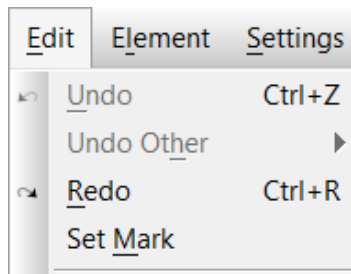 Edit Element Settings
Undo Ctrl+Z
Undo Other
Redo Ctrl+R
Set Mark